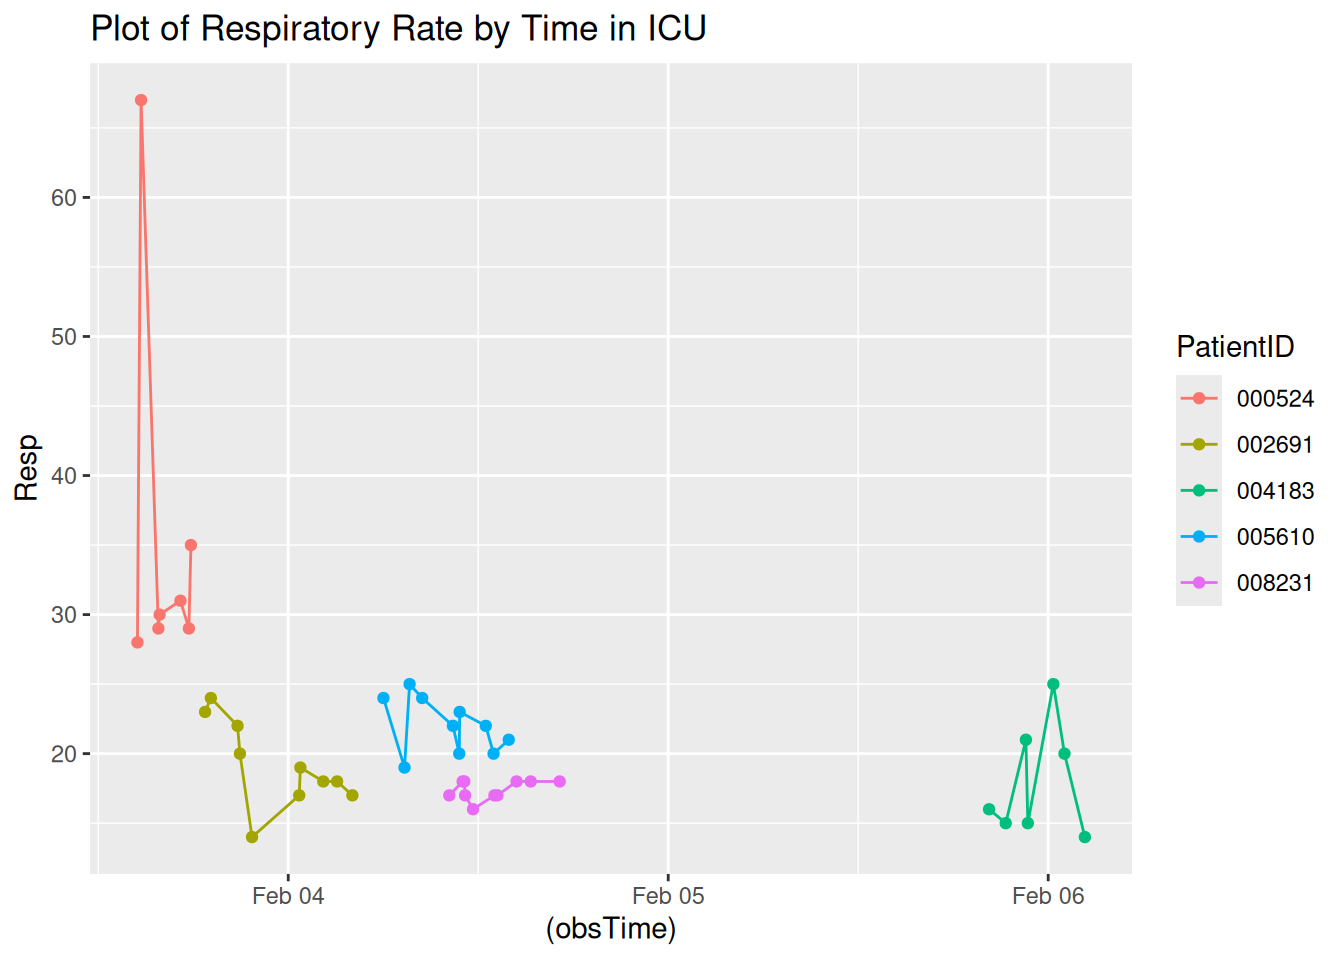 Plot of Respiratory Rate by Time in ICU
Resp
60
50
40
30
20
Feb 04
Feb 05
Feb 06
(obsTime)
PatientID
000524
002691
004183
005610
008231